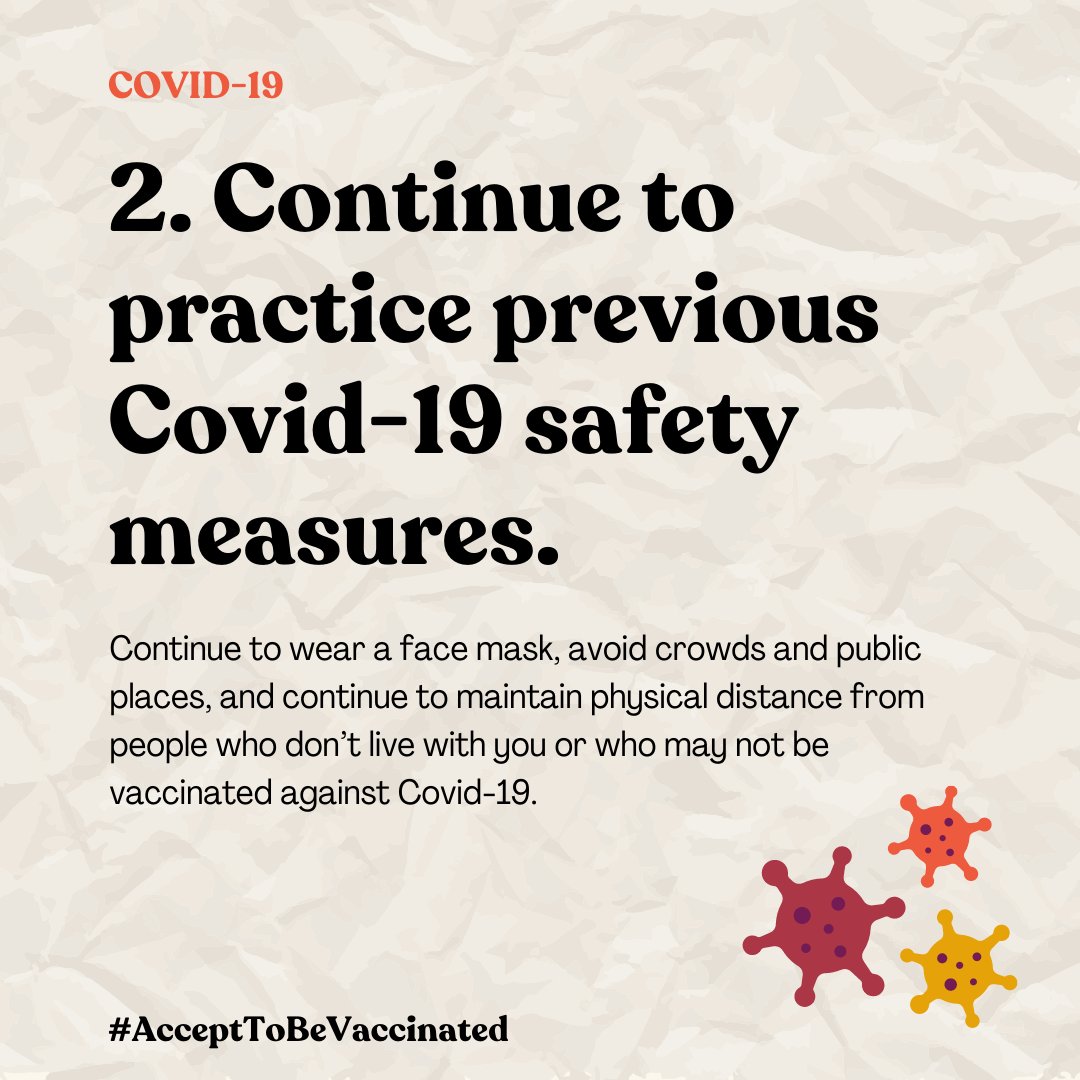 COVID-19
2. Continue to
practice previous
Covid-19 safety
measures.
Continue to wear a face mask, avoid crowds and public
places, and continue to maintain physical distance from
people who don’t live with you or who may not be
vaccinated against Covid-19.
#AcceptToBeVaccinated